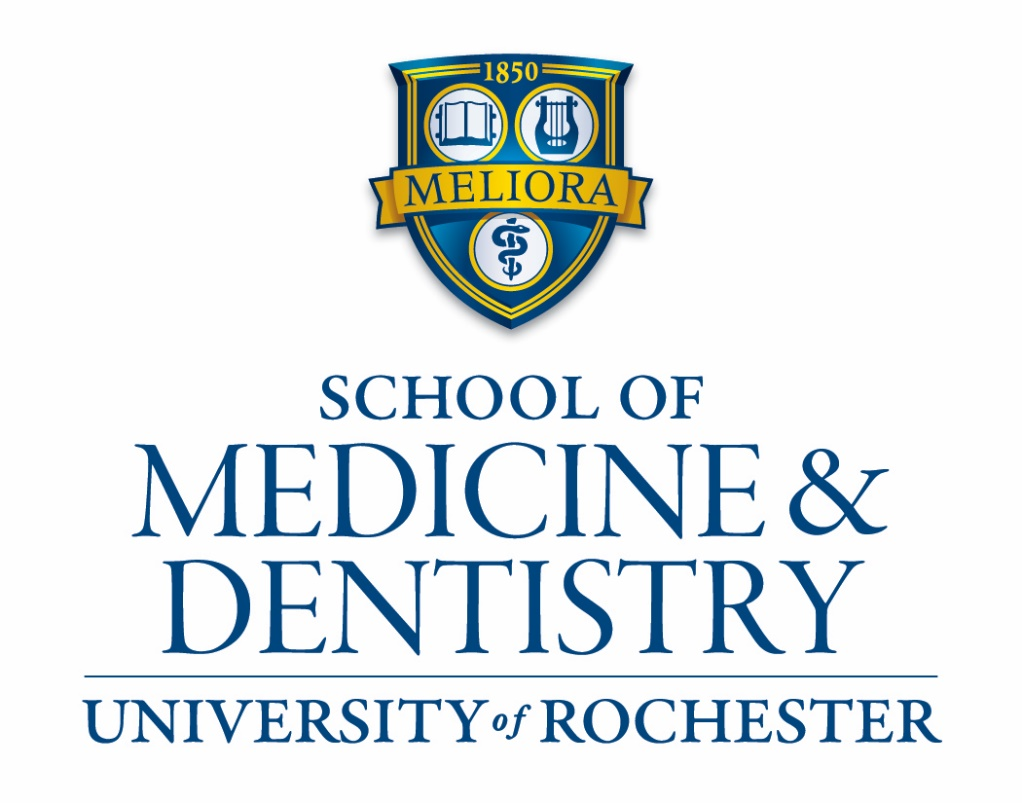 1850
MELIORA
SCHOOL OF
MEDICINE &
DENTISTRY
UNIVERSITY of ROCHESTER